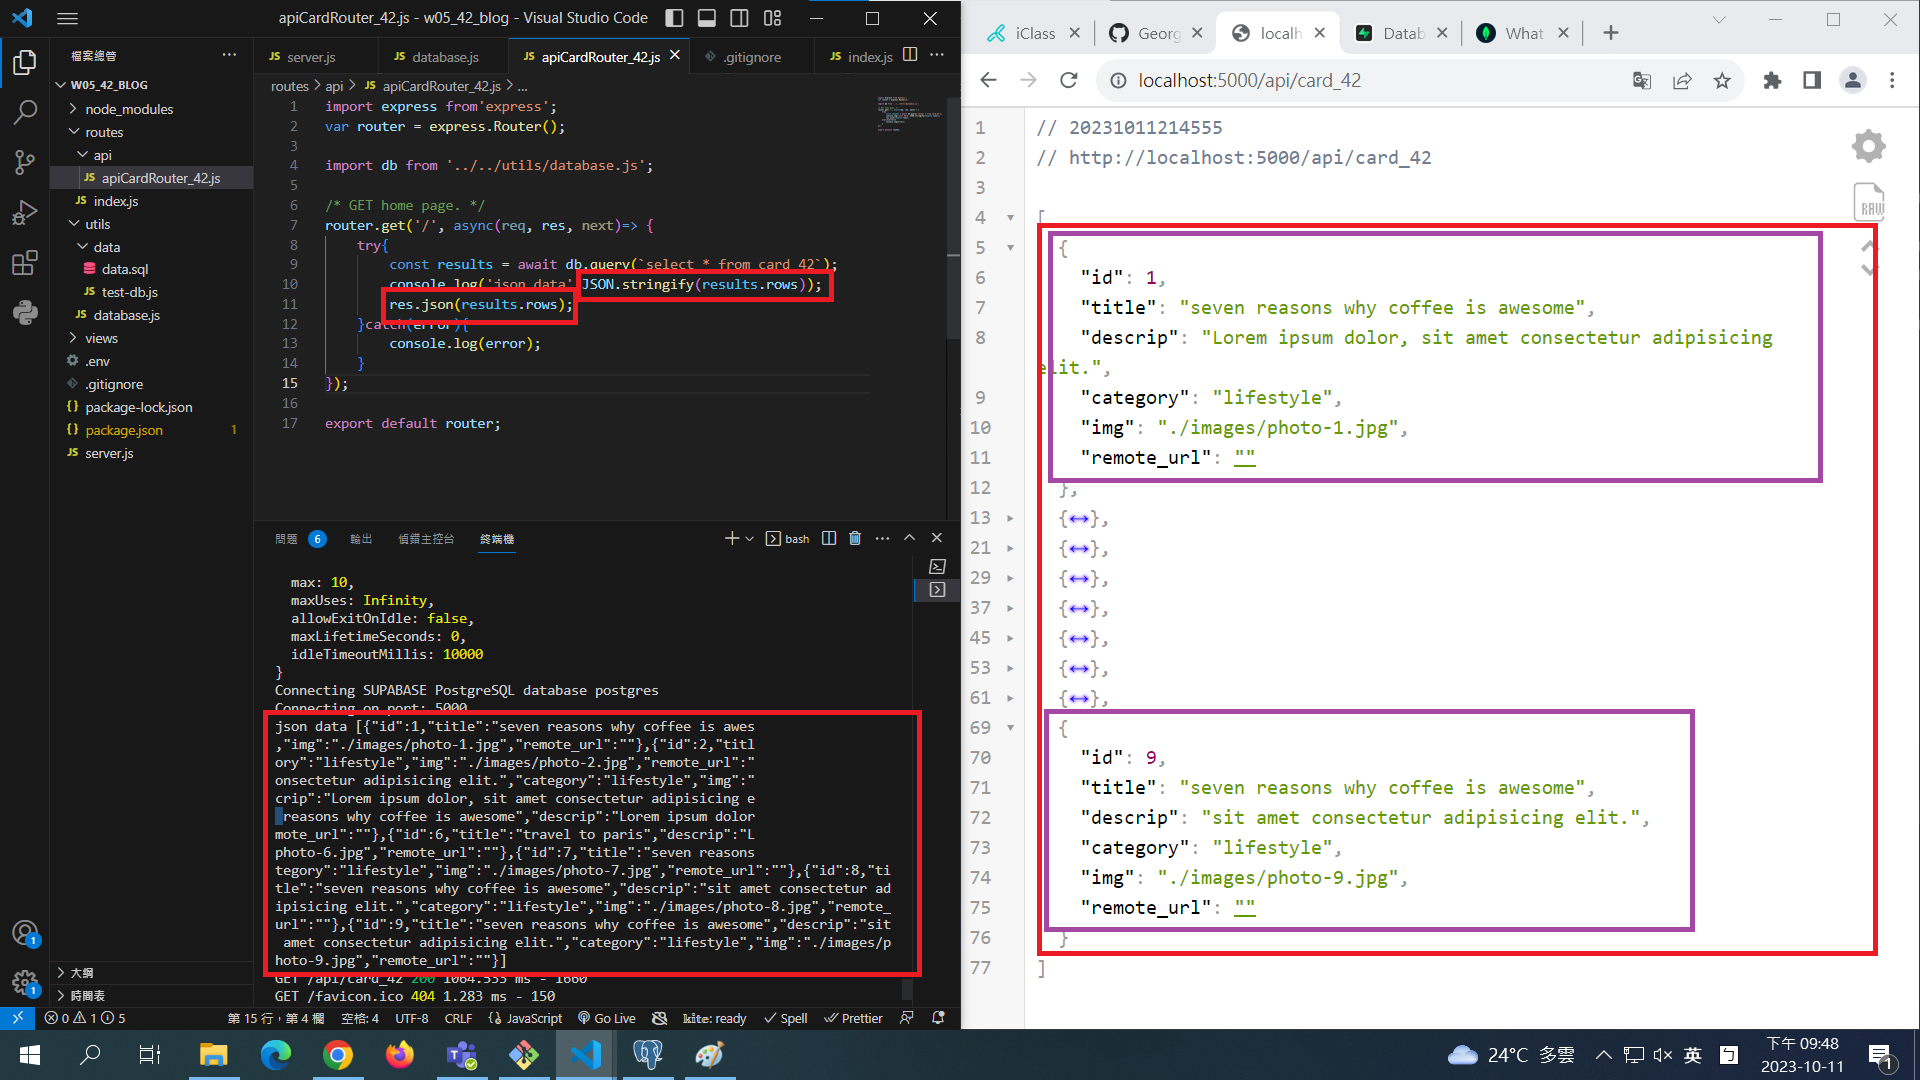 apiCardRouter_42.js - w05_42_blog - Visual Studio Code
檔案總管
W05_42_BLOG
node_modules
routes
api
JS apiCardRouter_42.js
JS index.js
utils
data
data.sql
JS test-db.js
JS database.js
views
.env
.gitignore
{} package-lock.json
{} package.json 1
JS server.js
大綱
時間表
1
1
JS server.js
JS database.js
JS apiCardRouter_42.js
.gitignore
JS index.js
routes > api > JS apiCardRouter_42.js > ...
1 import express from'express';
2 var router = express.Router();
3
4 import db from '../../utils/database.js';
5
6 /* GET home page. */
7 router.get('/', async(req, res, next)=> {
8 try{
9 const results = await db.query(`select * from card_42`);
10 console.log('json data',JSON.stringify(results.rows));
11 res.json(results.rows);
12 }catch(error){
13 console.log(error);
14 }
15 });
16
17 export default router;
問題 6 輸出 偵錯主控台 終端機
bash
max: 10,
maxUses: Infinity,
allowExitOnIdle: false,
maxLifetimeSeconds: 0,
idleTimeoutMillis: 10000
}
Connecting SUPABASE PostgreSQL database postgres
Connecting on port: 5000
json data [{"id":1,"title":"seven reasons why coffee is awes
,"img":"./images/photo-1.jpg","remote_url":""},{"id":2,"titl
ory":"lifestyle","img":"./images/photo-2.jpg","remote_url":"
onsectetur adipisicing elit.","category":"lifestyle","img":"
crip":"Lorem ipsum dolor, sit amet consectetur adipisicing e
reasons why coffee is awesome","descrip":"Lorem ipsum dolor
mote_url":""},{"id":6,"title":"travel to paris","descrip":"L
photo-6.jpg","remote_url":""},{"id":7,"title":"seven reasons
tegory":"lifestyle","img":"./images/photo-7.jpg","remote_url":""},{"id":8,"ti
tle":"seven reasons why coffee is awesome","descrip":"sit amet consectetur ad
ipisicing elit.","category":"lifestyle","img":"./images/photo-8.jpg","remote_
url":""},{"id":9,"title":"seven reasons why coffee is awesome","descrip":"sit
 amet consectetur adipisicing elit.","category":"lifestyle","img":"./images/p
hoto-9.jpg","remote_url":""}]
GET /api/card_42 200 1064.535 ms - 1660
GET /favicon.ico 404 1.283 ms - 150
0 1 5 第 15 行，第 4 欄 空格: 4 UTF-8 CRLF JavaScript Go Live kite: ready Spell Prettier
iClass
Georg
localh
Datab
What
localhost:5000/api/card_42
1 // 20231011214555
2 // http://localhost:5000/api/card_42
3
4 [
5 {
6 "id": 1,
7 "title": "seven reasons why coffee is awesome",
8 "descrip": "Lorem ipsum dolor, sit amet consectetur adipisicing
elit.",
9 "category": "lifestyle",
10 "img": "./images/photo-1.jpg",
11 "remote_url": ""
12 },
13 {↔},
21 {↔},
29 {↔},
37 {↔},
45 {↔},
53 {↔},
61 {↔},
69 {
70 "id": 9,
71 "title": "seven reasons why coffee is awesome",
72 "descrip": "sit amet consectetur adipisicing elit.",
73 "category": "lifestyle",
74 "img": "./images/photo-9.jpg",
75 "remote_url": ""
76 }
77 ]
RAW
24°C 多雲
英
下午 09:48
2023-10-11
1